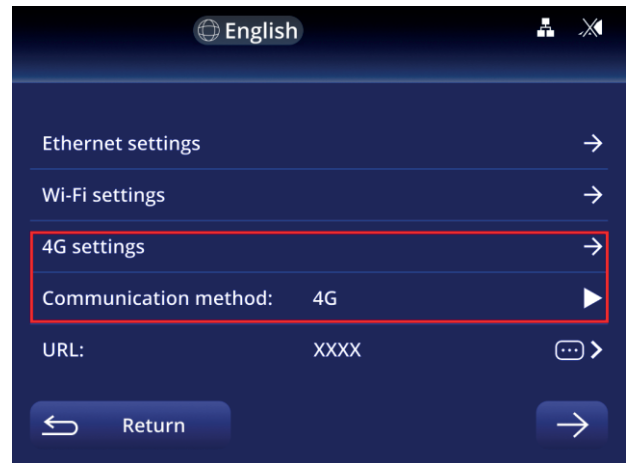 English
Ethernet settings
Wi-Fi settings
4G settings
Communication method: 4G
URL: XXXX
Return